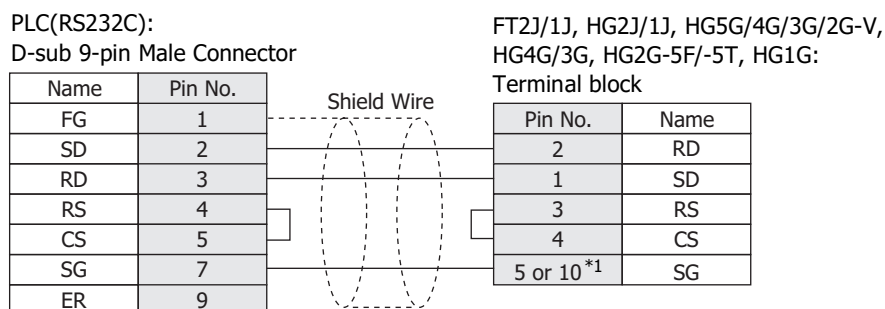 PLC(RS232C):
D-sub 9-pin Male Connector
FT2J/1J, HG2J/1J, HG5G/4G/3G/2G-V,
HG4G/3G, HG2G-5F/-5T, HG1G:
Terminal block
Name Pin No.
FG 1
SD 2
RD 3
RS 4
CS 5
SG 7
ER 9
Shield Wire
Pin No. Name
2 RD
1 SD
3 RS
4 CS
5 or 10*1 SG